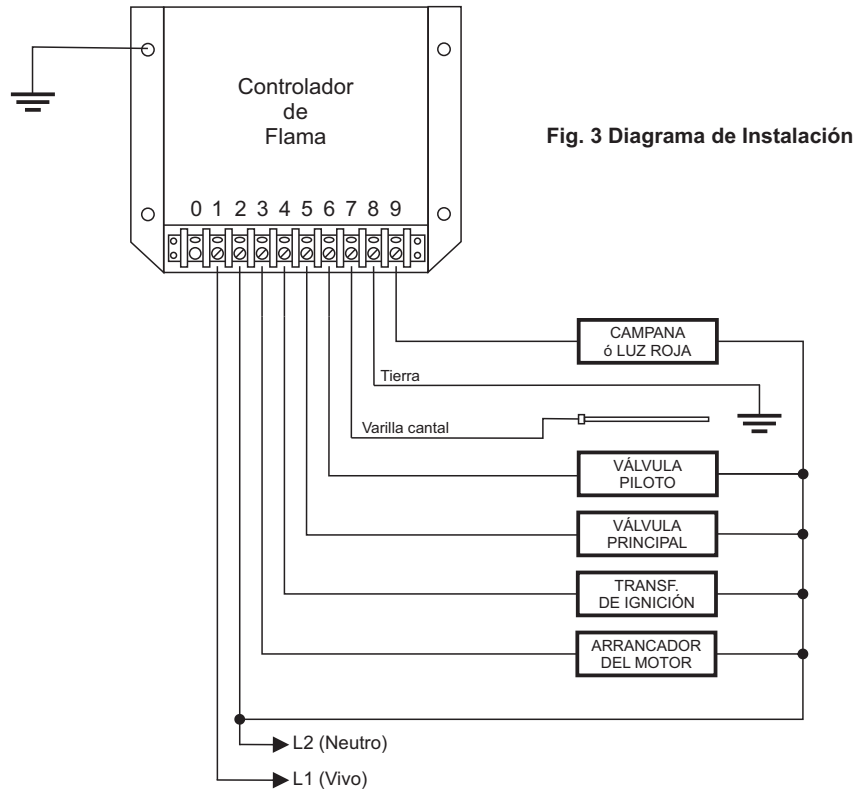 Controlador
de
Flama
Fig. 3 Diagrama de Instalación
0 1 2 3 4 5 6 7 8 9
CAMPANA
ó LUZ ROJA
Tierra
Varilla cantal
VÁLVULA
PILOTO
VÁLVULA
PRINCIPAL
TRANSF.
DE IGNICIÓN
ARRANCADOR
DEL MOTOR
L2 (Neutro)
L1 (Vivo)